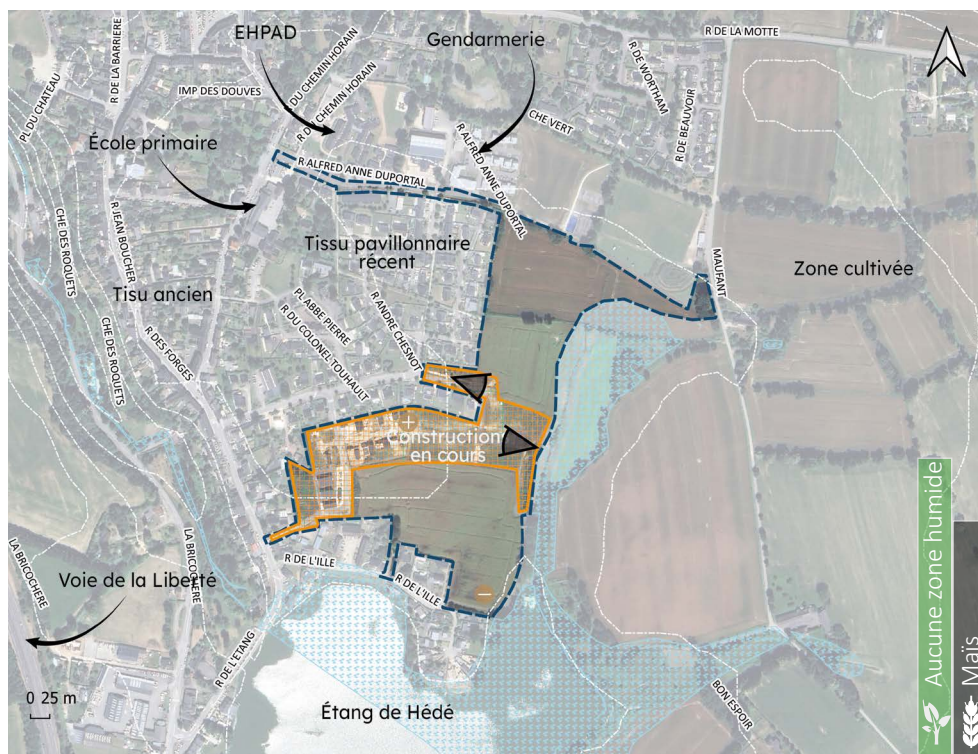 EHPAD
Gendarmerie
R DE LA MOTTE
R DE LA BARRIERE
PL DU CHATEAU
IMP DES DOUVES
R DU CHEMIN HORAIN
R DU CHEMIN HORAIN
R DE WORTHAM
CHE VERT
R DE BEAUVOIR
École primaire
R ALFRED ANNE DUPORTAL
R ALFRED ANNE DUPORTAL
CHE DES ROQUETS
R JEAN BOUCHER
Tissu pavillonnaire
récent
MAUFANT
Zone cultivée
Tisu ancien
PL ABBE PIERRE
R ANDRE CHESNOT
R DU COLONEL TOUHAULT
R DES FORGES
CHE DES ROQUETS
+
Construction
en cours
LA BRICOCHERE
LA BRICOCHERE
R DE L'ILLE
R DE L'ILLE
Voie de la Liberté
−
R DE L'ETANG
BON ESPOIR
0 25 m
Étang de Hédé
Aucune zone humide
Maïs